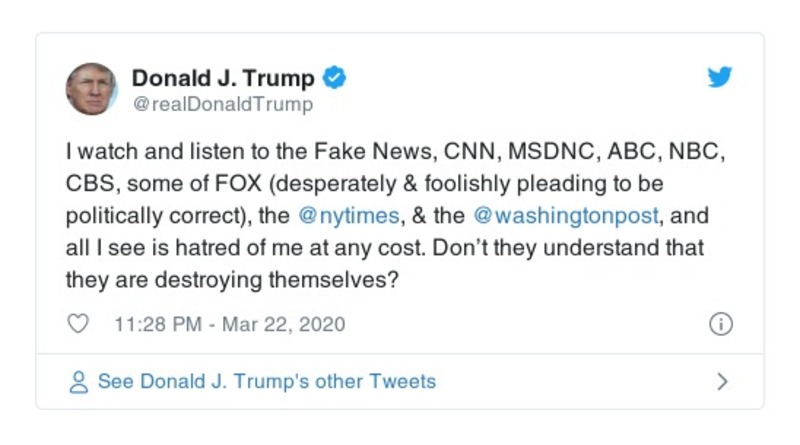 Donald J. Trump
@realDonaldTrump
I watch and listen to the Fake News, CNN, MSDNC, ABC, NBC,
CBS, some of FOX (desperately & foolishly pleading to be
politically correct), the @nytimes, & the @washingtonpost, and
all I see is hatred of me at any cost. Don’t they understand that
they are destroying themselves?
11:28 PM - Mar 22, 2020
See Donald J. Trump's other Tweets